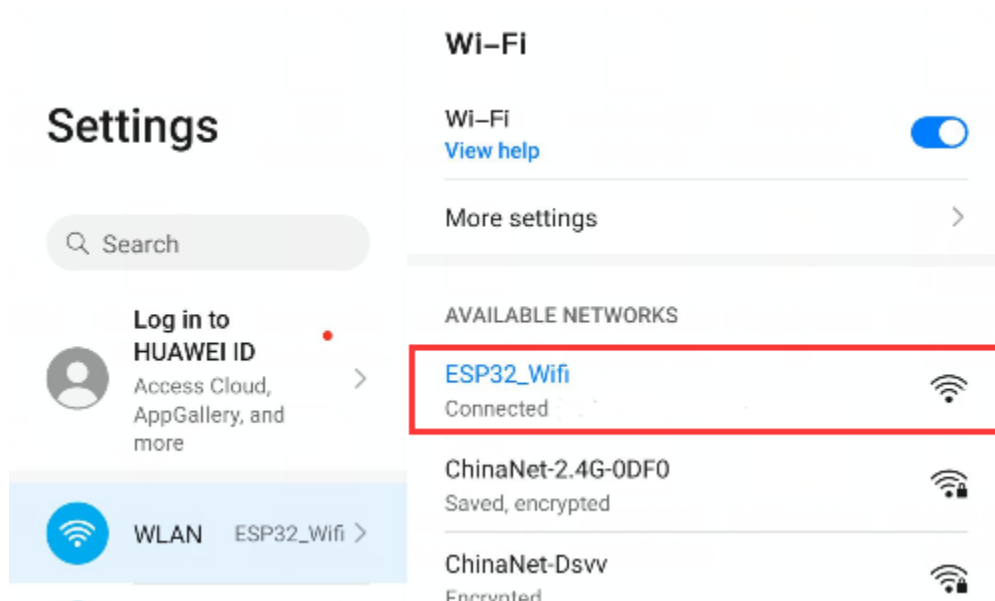 Settings
Search
Log in to
HUAWEI ID
Access Cloud,
AppGallery, and
more
WLAN ESP32_Wifi
Wi-Fi
Wi-Fi
View help
More settings
AVAILABLE NETWORKS
ESP32_Wifi
Connected
ChinaNet-2.4G-0DF0
Saved, encrypted
ChinaNet-Dsvv
Encrypted